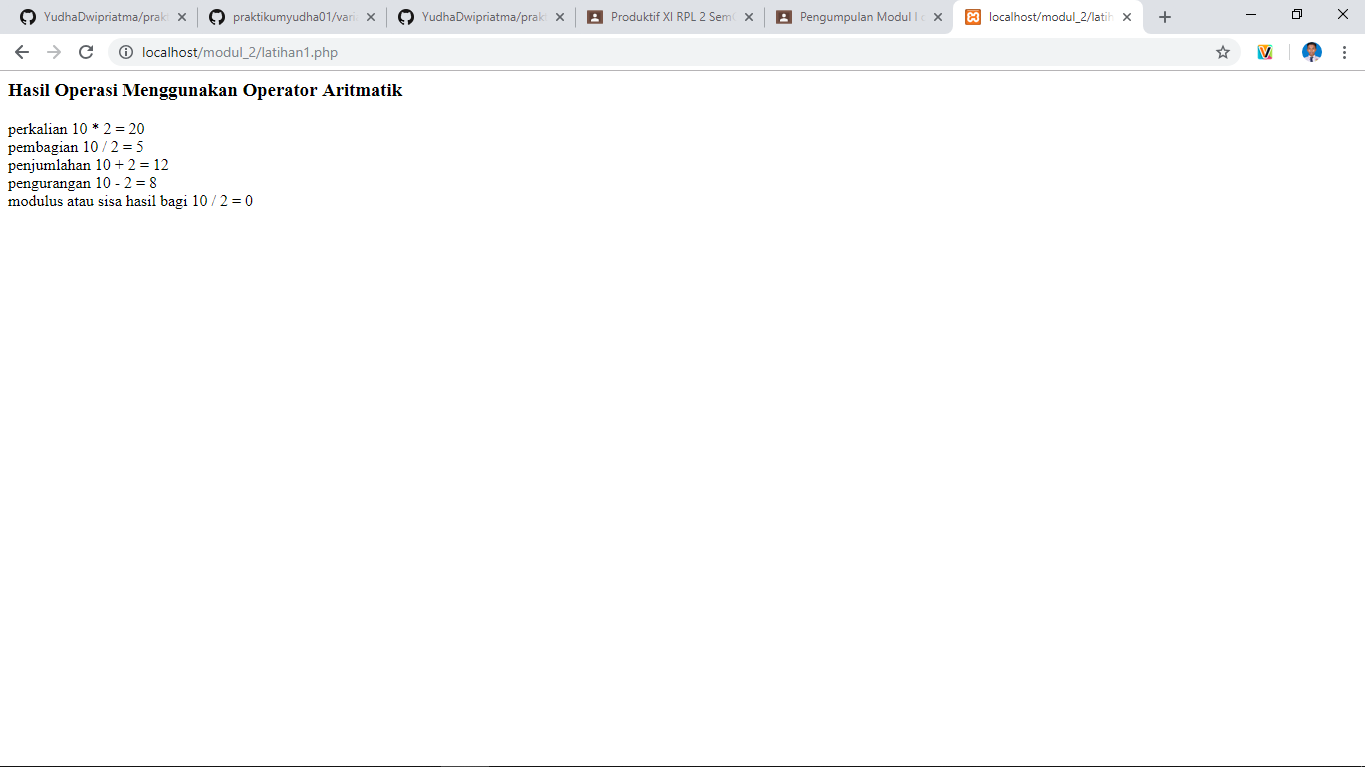 YudhaDwipriatma/prak
praktikumyudha01/vari
YudhaDwipriatma/prak
Produktif XI RPL 2 Sem
Pengumpulan Modul I
localhost/modul_2/latih
localhost/modul_2/latihan1.php
Hasil Operasi Menggunakan Operator Aritmatik
perkalian 10 * 2 = 20
pembagian 10 / 2 = 5
penjumlahan 10 + 2 = 12
pengurangan 10 - 2 = 8
modulus atau sisa hasil bagi 10 / 2 = 0